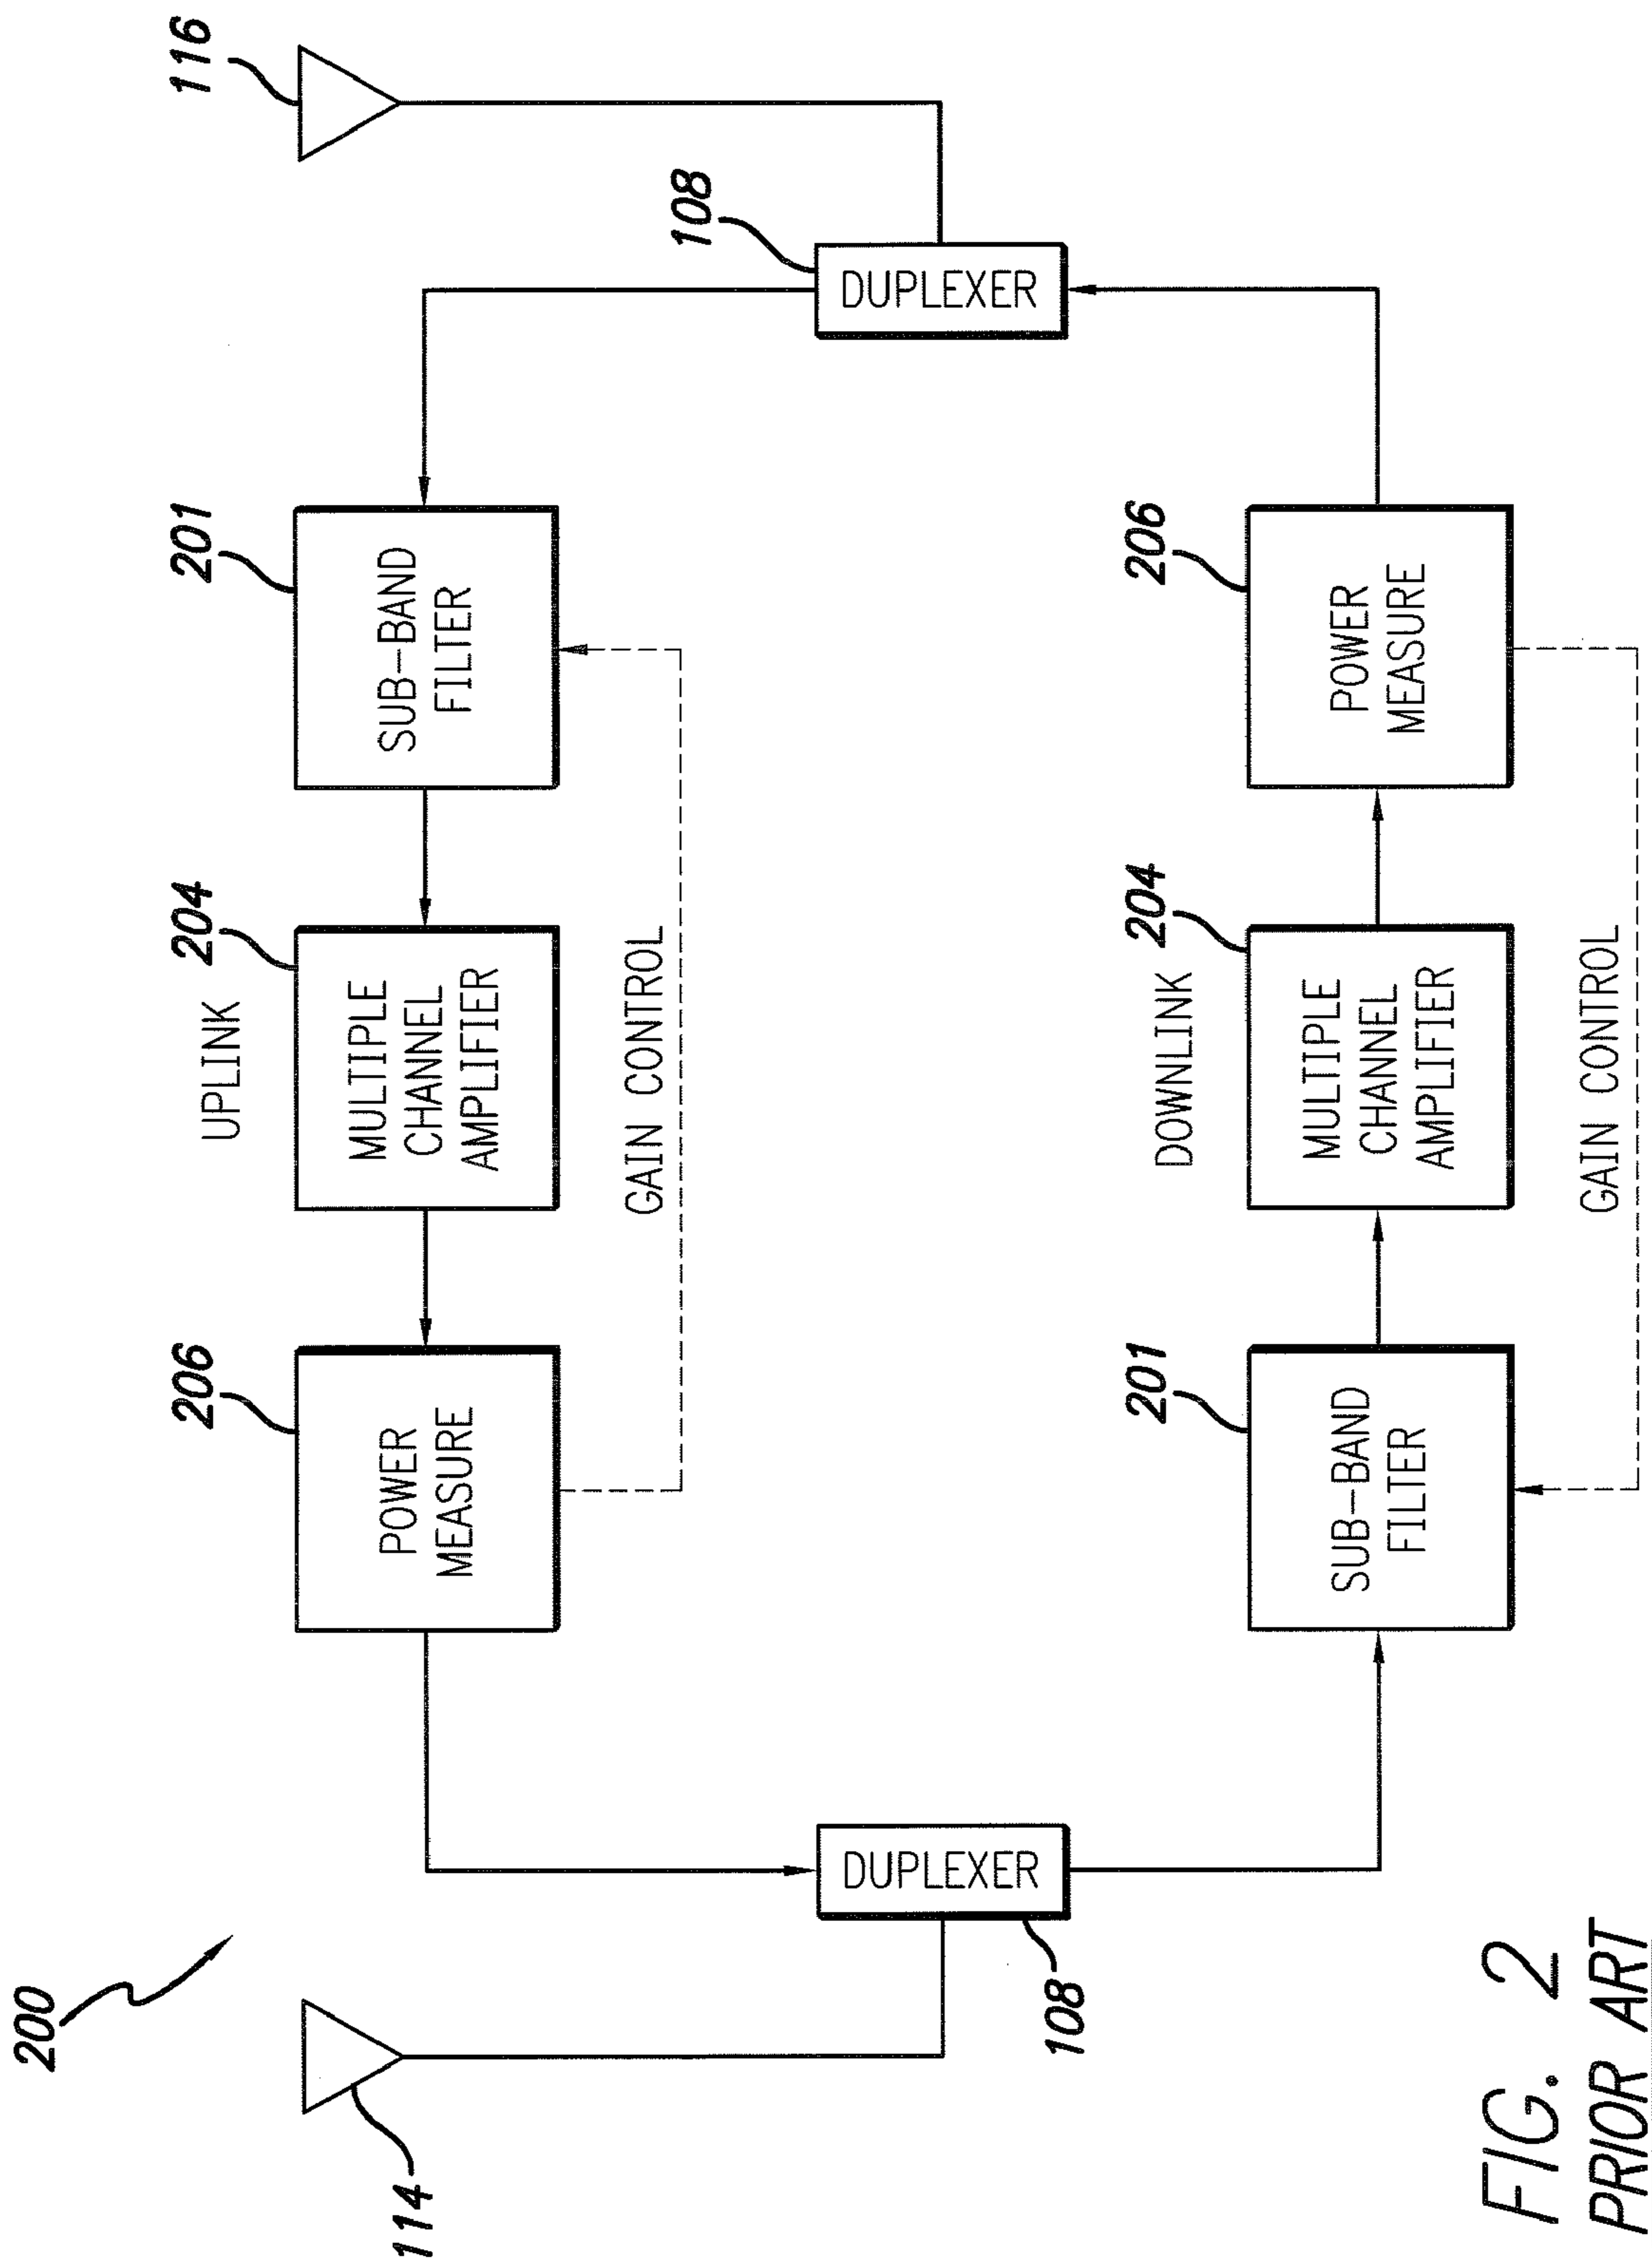 200
114
116
UPLINK
206
POWER
MEASURE
204
MULTIPLE
CHANNEL
AMPLIFIER
201
SUB-BAND
FILTER
GAIN CONTROL
DUPLEXER
108
108
DUPLEXER
DOWNLINK
201
SUB-BAND
FILTER
204
MULTIPLE
CHANNEL
AMPLIFIER
206
POWER
MEASURE
GAIN CONTROL
FIG. 2
PRIOR ART